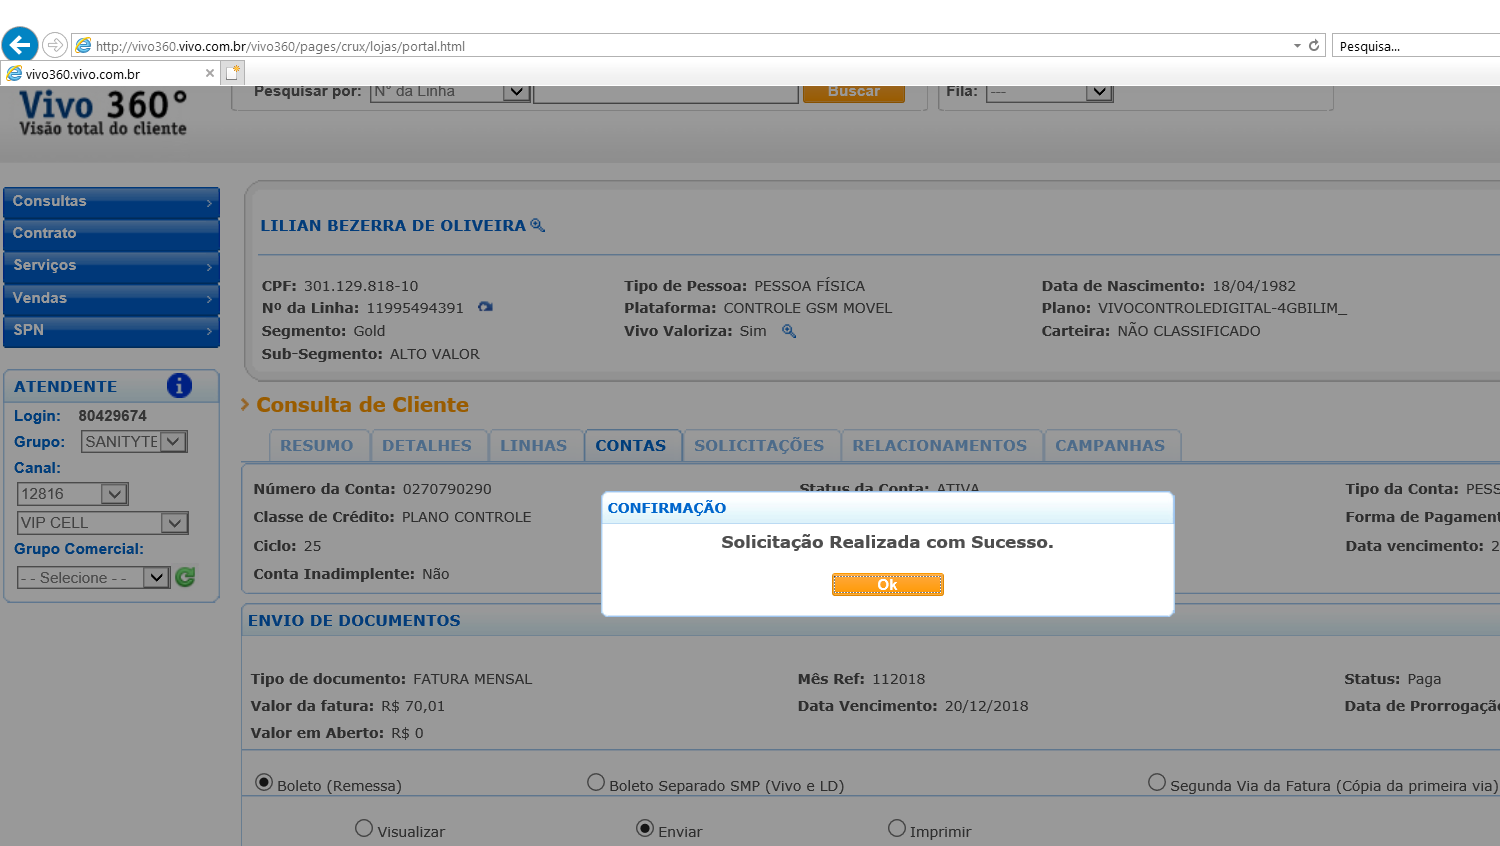 http://vivo360.vivo.com.br/vivo360/pages/crux/lojas/portal.html
Pesquisa...
vivo360.vivo.com.br
Vivo 360°
Visão total do cliente
Pesquisar por: N° da Linha Buscar Fila: ---
Consultas
Contrato
Serviços
Vendas
SPN
ATENDENTE
Login: 80429674
Grupo: SANITYTE
Canal:
12816
VIP CELL
Grupo Comercial:
- - Selecione - -
LILIAN BEZERRA DE OLIVEIRA
CPF: 301.129.818-10 Tipo de Pessoa: PESSOA FÍSICA Data de Nascimento: 18/04/1982
Nº da Linha: 11995494391 Plataforma: CONTROLE GSM MOVEL Plano: VIVOCONTROLEDIGITAL-4GBILIM_
Segmento: Gold Vivo Valoriza: Sim Carteira: NÃO CLASSIFICADO
Sub-Segmento: ALTO VALOR
Consulta de Cliente
RESUMO DETALHES LINHAS CONTAS SOLICITAÇÕES RELACIONAMENTOS CAMPANHAS
Número da Conta: 0270790290 Status da Conta: ATIVA Tipo da Conta: PESS
Classe de Crédito: PLANO CONTROLE Forma de Pagament
Ciclo: 25 Data vencimento: 2
Conta Inadimplente: Não
CONFIRMAÇÃO
Solicitação Realizada com Sucesso.
Ok
ENVIO DE DOCUMENTOS
Tipo de documento: FATURA MENSAL Mês Ref: 112018 Status: Paga
Valor da fatura: R$ 70,01 Data Vencimento: 20/12/2018 Data de Prorrogaçã
Valor em Aberto: R$ 0
Boleto (Remessa) Boleto Separado SMP (Vivo e LD) Segunda Via da Fatura (Cópia da primeira via)
Visualizar Enviar Imprimir